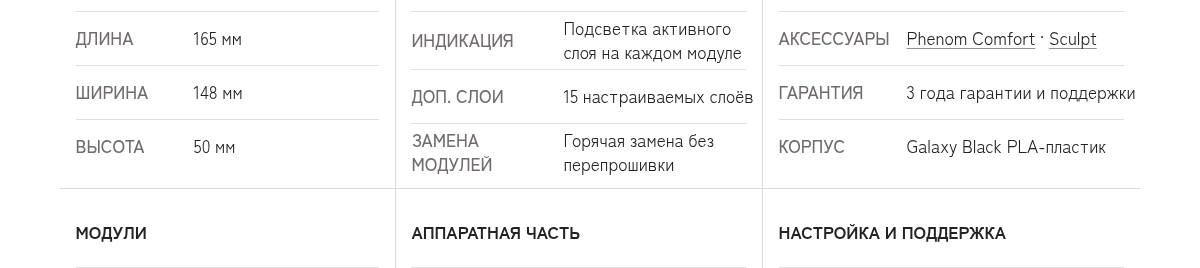 ДЛИНА 165 мм
ШИРИНА 148 мм
ВЫСОТА 50 мм
ИНДИКАЦИЯ Подсветка активного
слоя на каждом модуле
ДОП. СЛОИ 15 настраиваемых слоёв
ЗАМЕНА Горячая замена без
МОДУЛЕЙ перепрошивки
АКСЕССУАРЫ Phenom Comfort · Sculpt
ГАРАНТИЯ 3 года гарантии и поддержки
КОРПУС Galaxy Black PLA-пластик
МОДУЛИ
АППАРАТНАЯ ЧАСТЬ
НАСТРОЙКА И ПОДДЕРЖКА